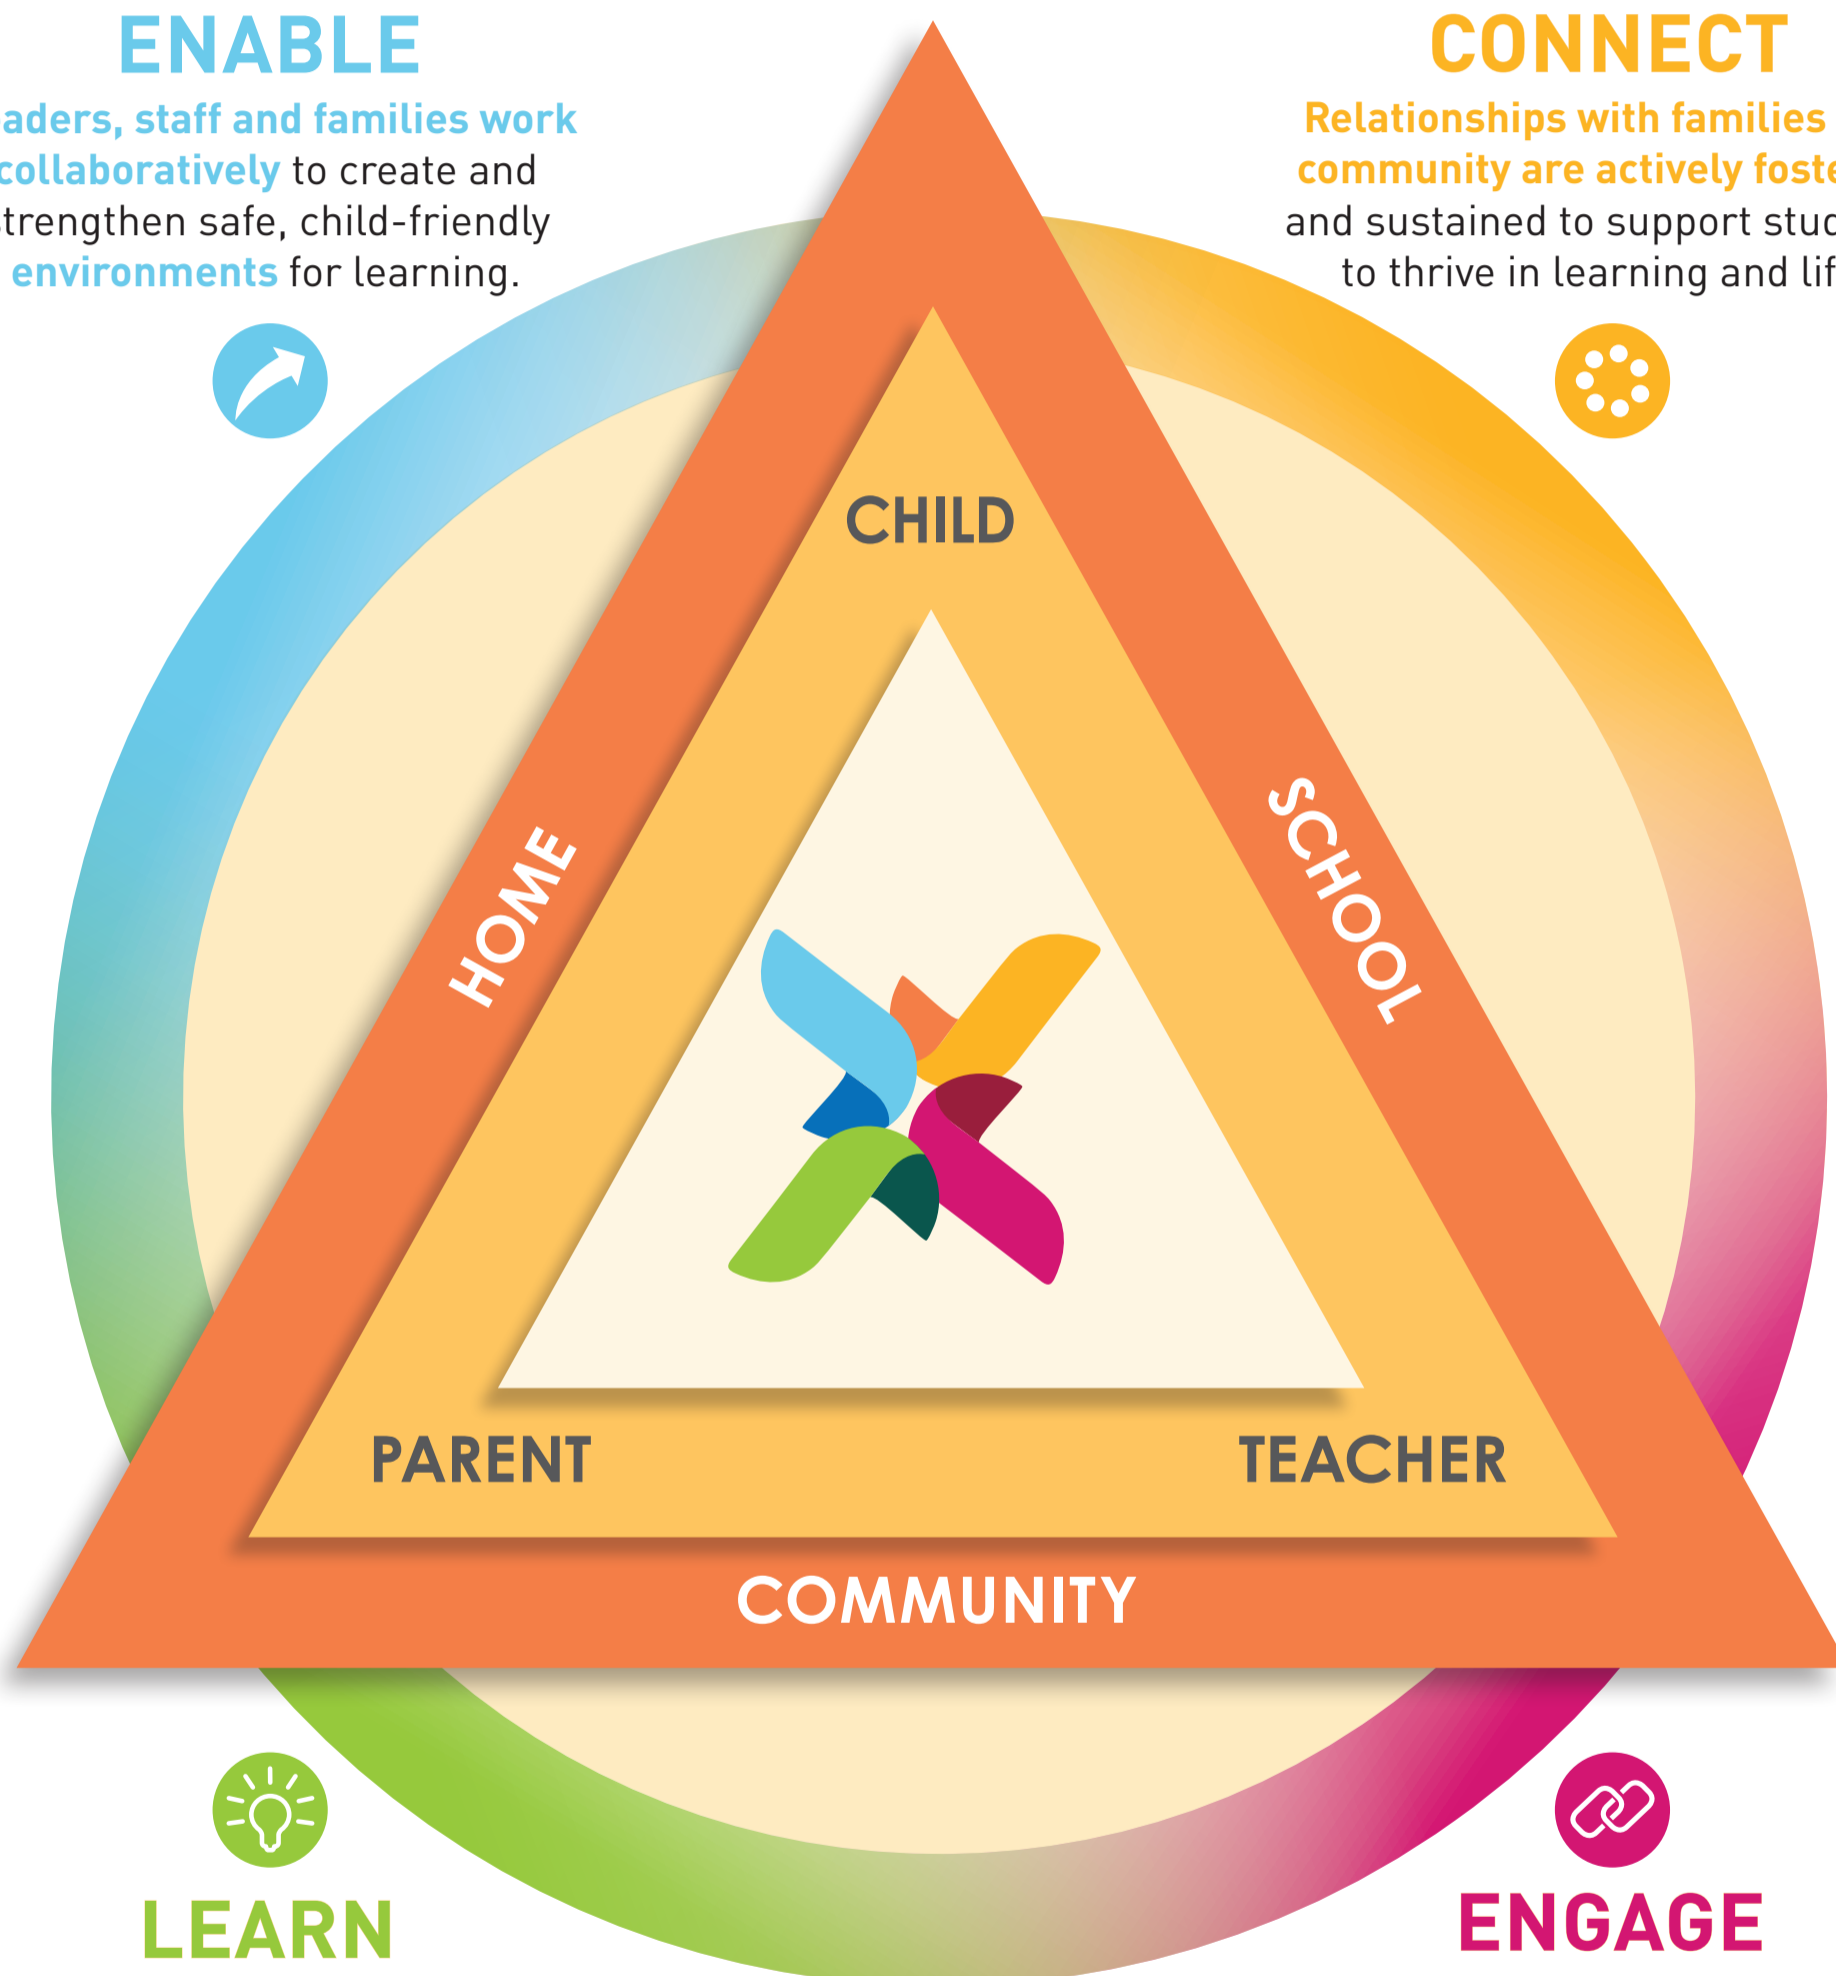 ENABLE
aders, staff and families work
collaboratively to create and
trengthen safe, child-friendly
environments for learning.
CONNECT
Relationships with families
community are actively foste
and sustained to support stud
to thrive in learning and lif
CHILD
HOME
SCHOOL
PARENT
TEACHER
COMMUNITY
LEARN
ENGAGE